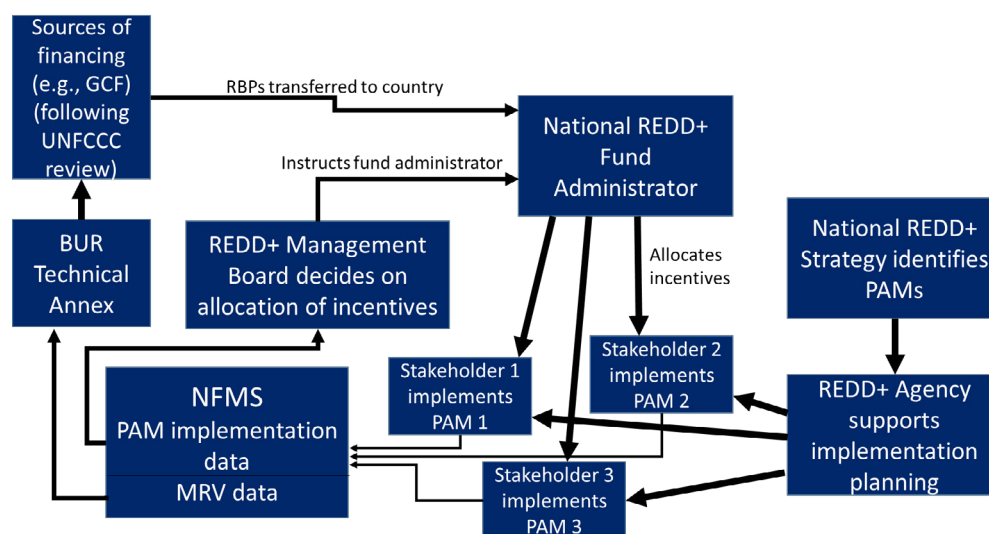 Sources of
financing
(e.g., GCF)
(following
UNFCCC
review)
RBPs transferred to country
National REDD+
Fund
Administrator
Instructs fund administrator
BUR
Technical
Annex
REDD+ Management
Board decides on
allocation of incentives
Allocates
incentives
National REDD+
Strategy identifies
PAMs
Stakeholder 1
implements
PAM 1
Stakeholder 2
implements
PAM 2
NFMS
PAM implementation
data
MRV data
REDD+ Agency
supports
implementation
planning
Stakeholder 3
implements
PAM 3